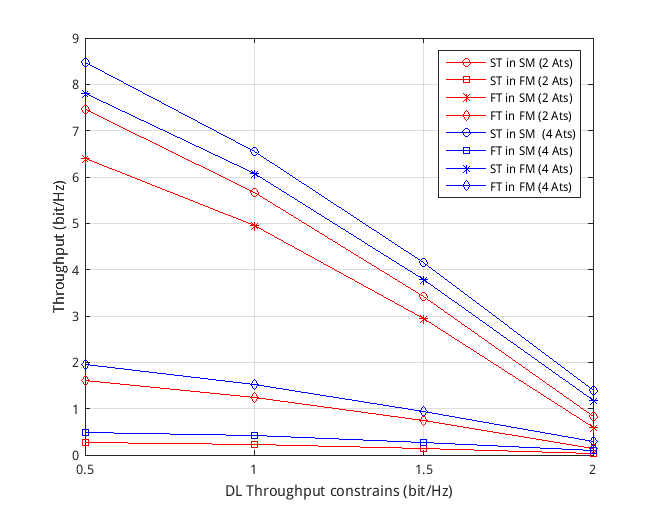 9
8
7
6
5
4
3
2
1
0
0.5
1
1.5
2
Throughput (bit/Hz)
DL Throughput constrains (bit/Hz)
ST in SM (2 Ats)
ST in FM (2 Ats)
FT in SM (2 Ats)
FT in FM (2 Ats)
ST in SM (4 Ats)
FT in SM (4 Ats)
ST in FM (4 Ats)
FT in FM (4 Ats)